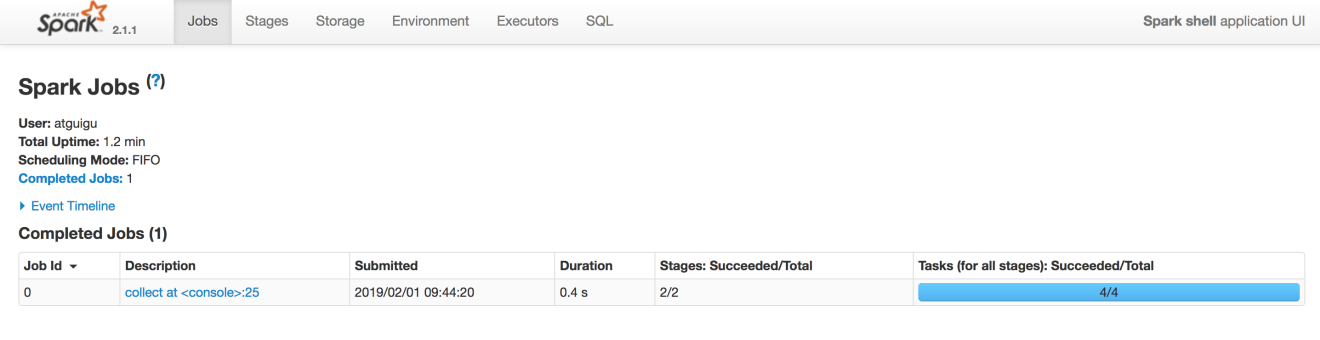 APACHE Spark 2.1.1 Jobs Stages Storage Environment Executors SQL Spark shell application UI
Spark Jobs (?)
User: atguigu
Total Uptime: 1.2 min
Scheduling Mode: FIFO
Completed Jobs: 1
Event Timeline
Completed Jobs (1)
Job Id Description Submitted Duration Stages: Succeeded/Total Tasks (for all stages): Succeeded/Total
0 collect at <console>:25 2019/02/01 09:44:20 0.4 s 2/2 4/4